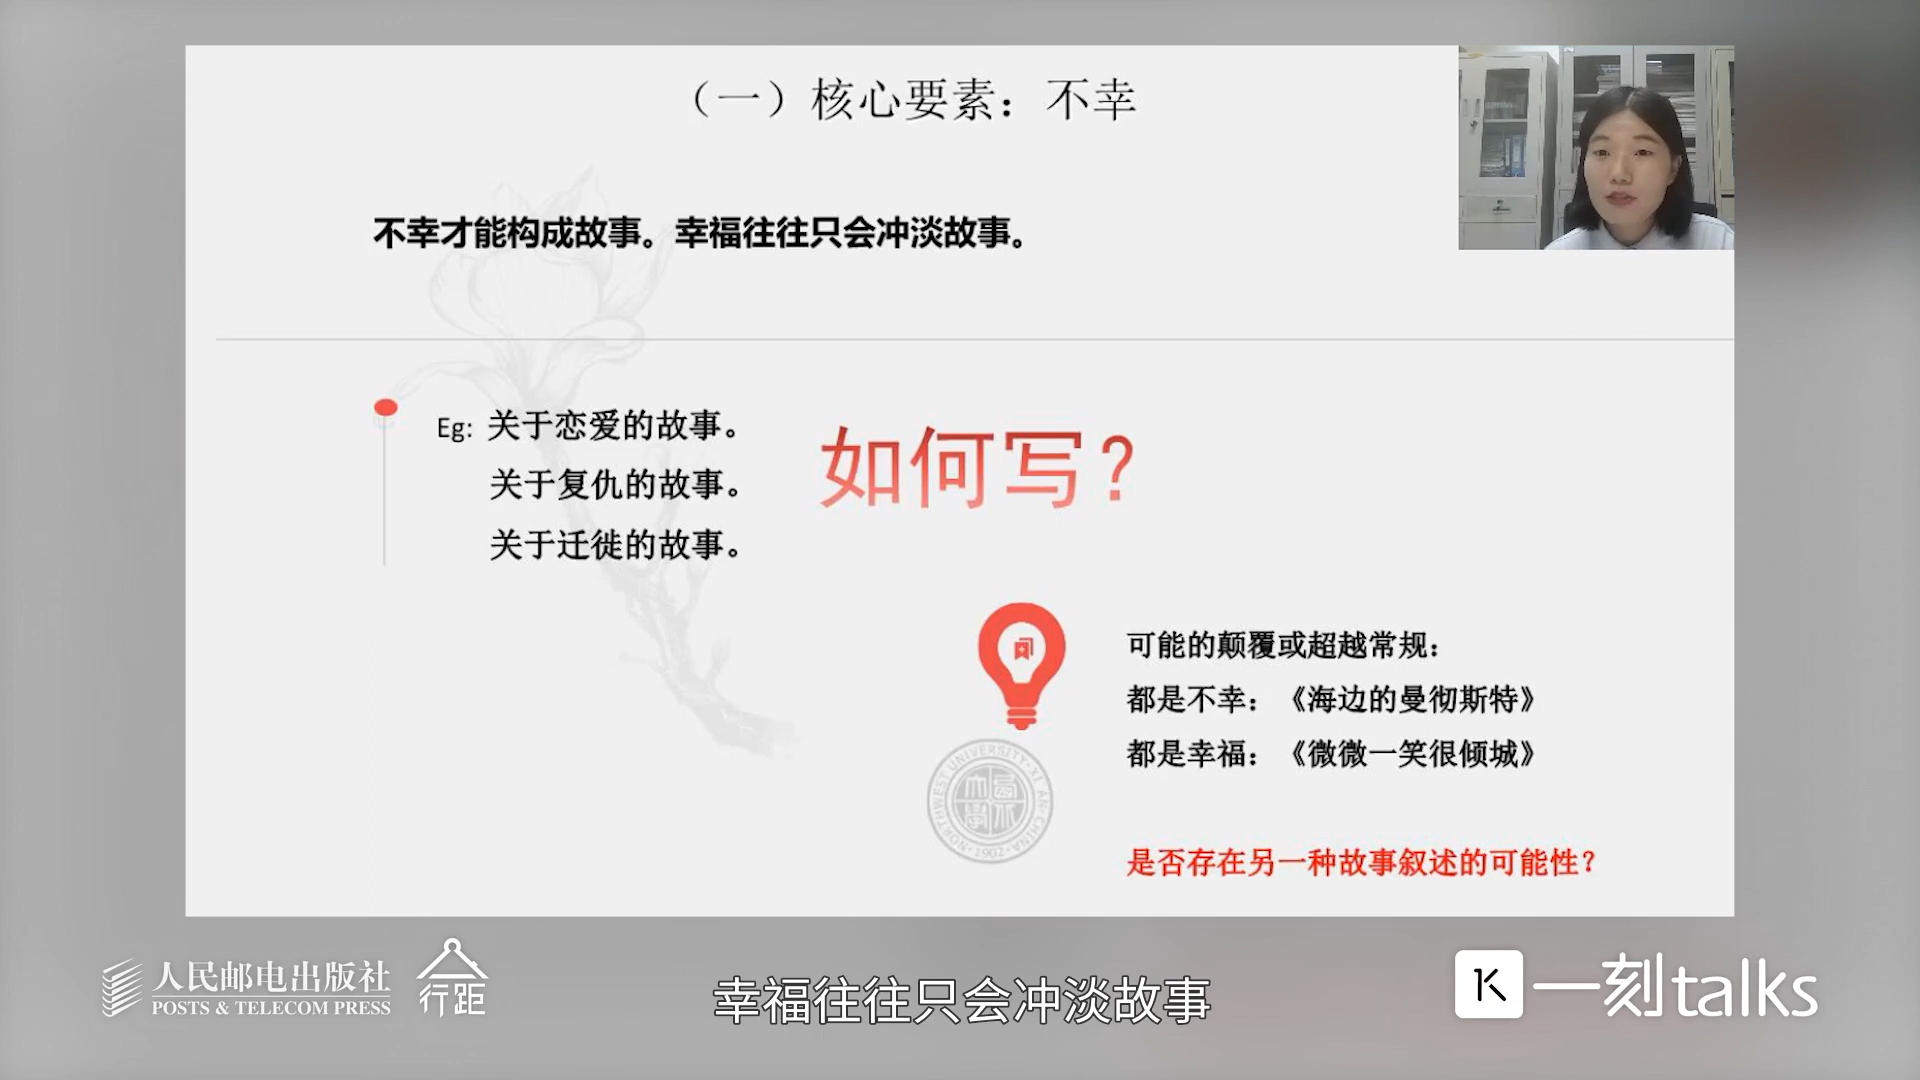 （一）核心要素：不幸
不幸才能构成故事。幸福往往只会冲淡故事。
Eg: 关于恋爱的故事。
关于复仇的故事。
关于迁徙的故事。
如何写？
可能的颠覆或超越常规：
都是不幸：《海边的曼彻斯特》
都是幸福：《微微一笑很倾城》
NORTHWEST UNIVERSITY·XI'AN·CHINA
·1902·
是否存在另一种故事叙述的可能性？
人民邮电出版社
POSTS & TELECOM PRESS
行距
幸福往往只会冲淡故事
K 一刻talks